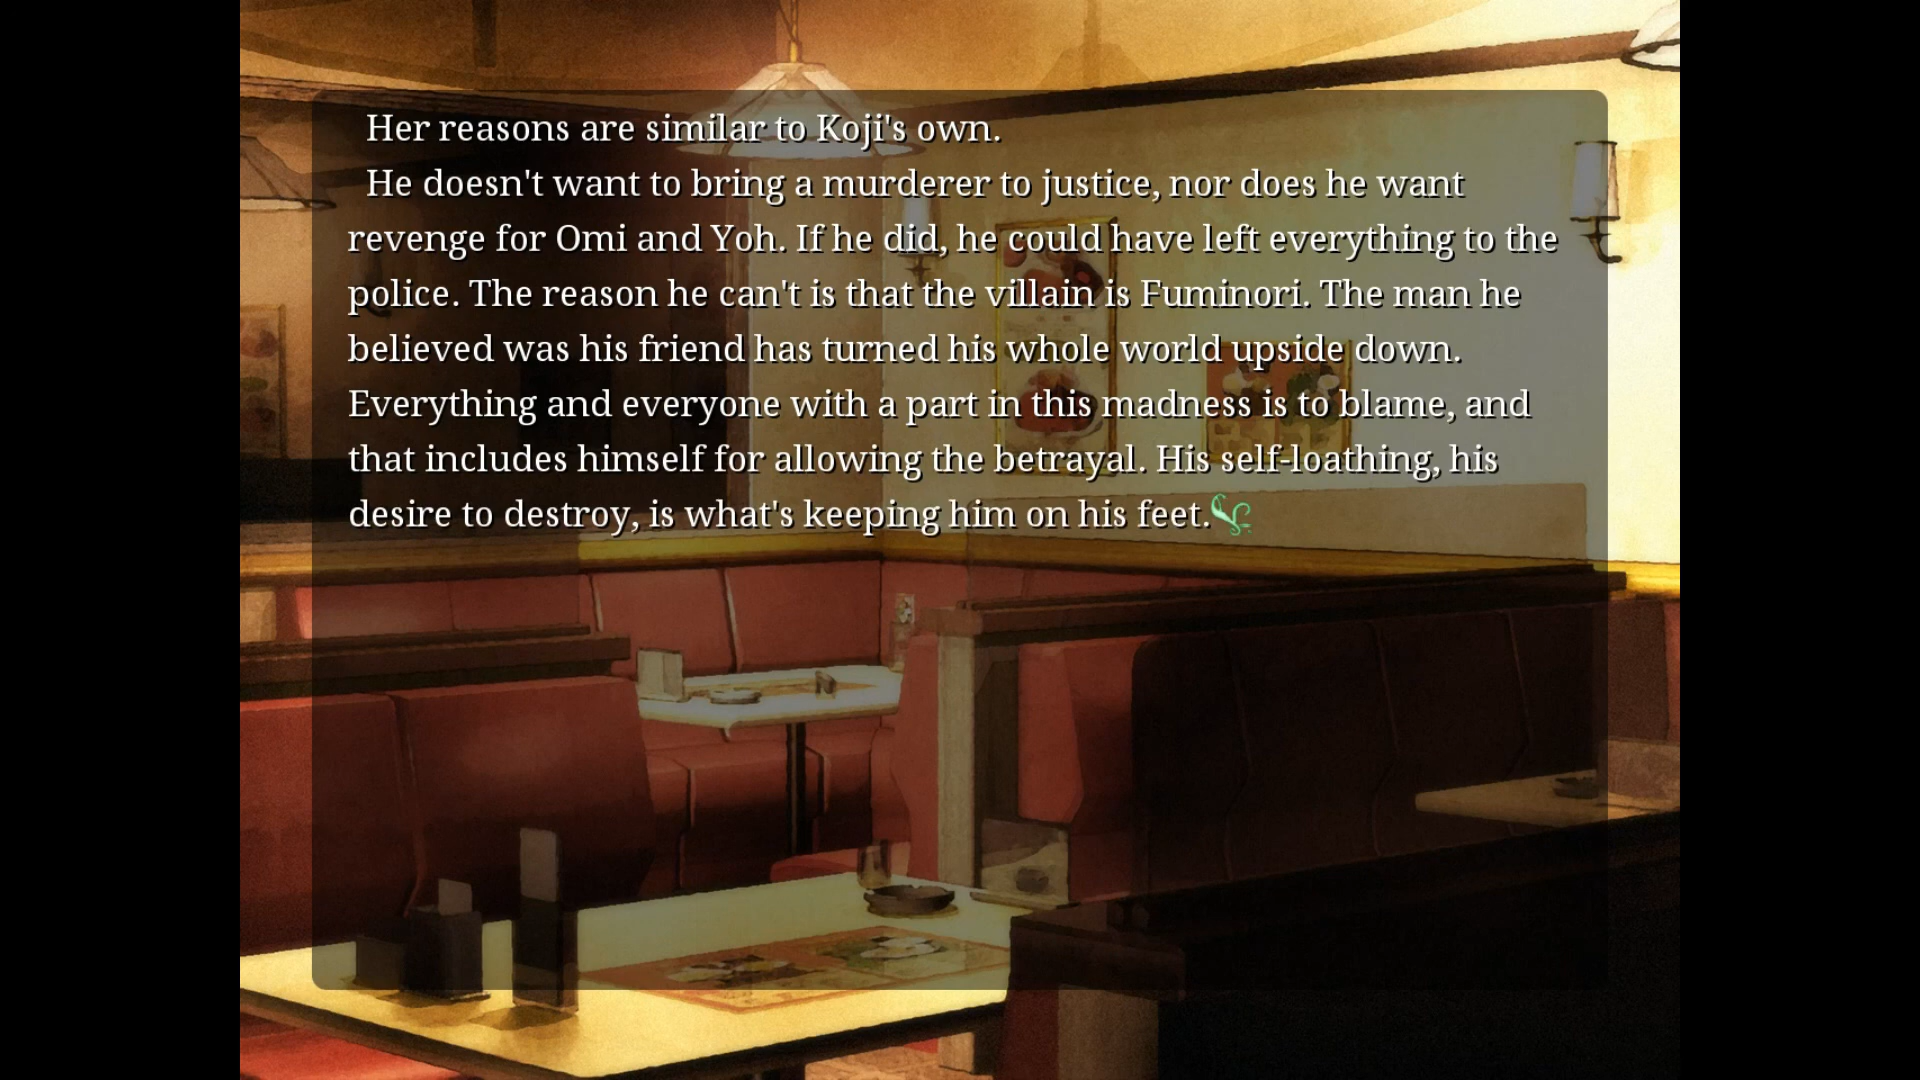 Her reasons are similar to Koji's own.
He doesn't want to bring a murderer to justice, nor does he want
revenge for Omi and Yoh. If he did, he could have left everything to the
police. The reason he can't is that the villain is Fuminori. The man he
believed was his friend has turned his whole world upside down.
Everything and everyone with a part in this madness is to blame, and
that includes himself for allowing the betrayal. His self-loathing, his
desire to destroy, is what's keeping him on his feet.